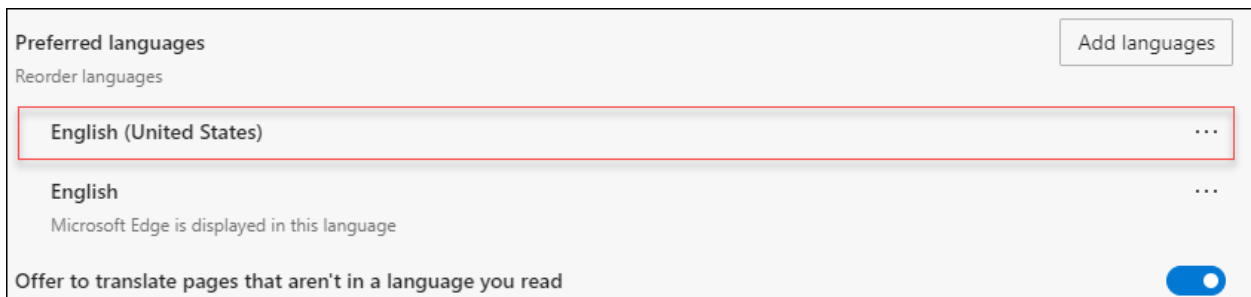 Preferred languages
Add languages
Reorder languages
English (United States)
English
Microsoft Edge is displayed in this language
Offer to translate pages that aren't in a language you read